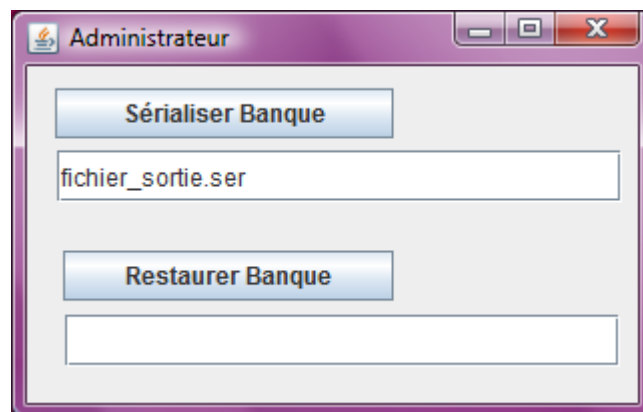 Administrateur
Sérialiser Banque
fichier_sortie.ser
Restaurer Banque